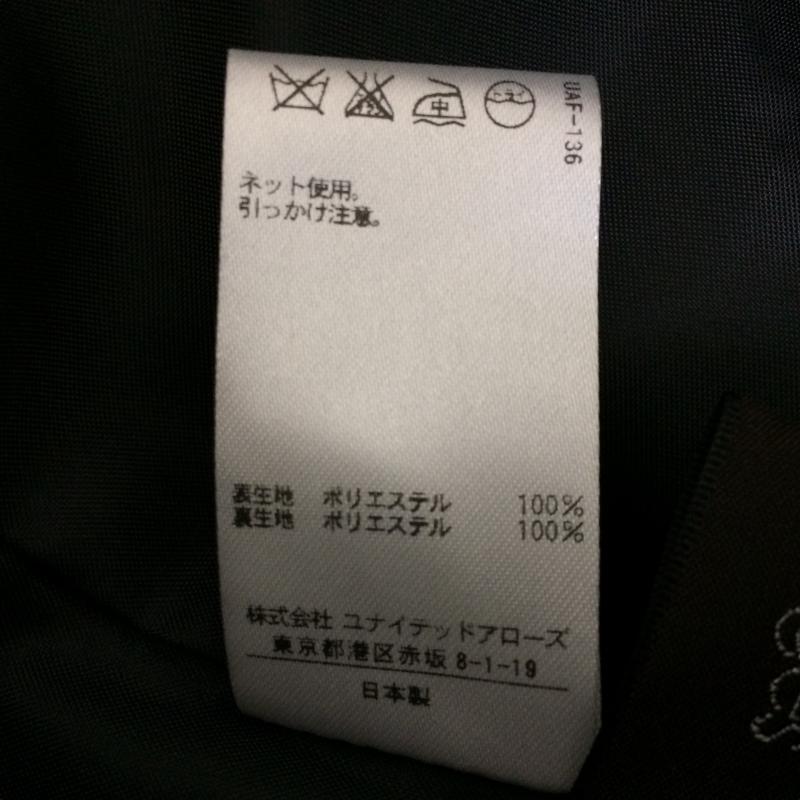 UAF-136
中
ネット使用。
引っかけ注意。
表生地 ポリエステル 100%
裏生地 ポリエステル 100%
株式会社 ユナイテッドアローズ
東京都港区赤坂 8-1-19
日本製